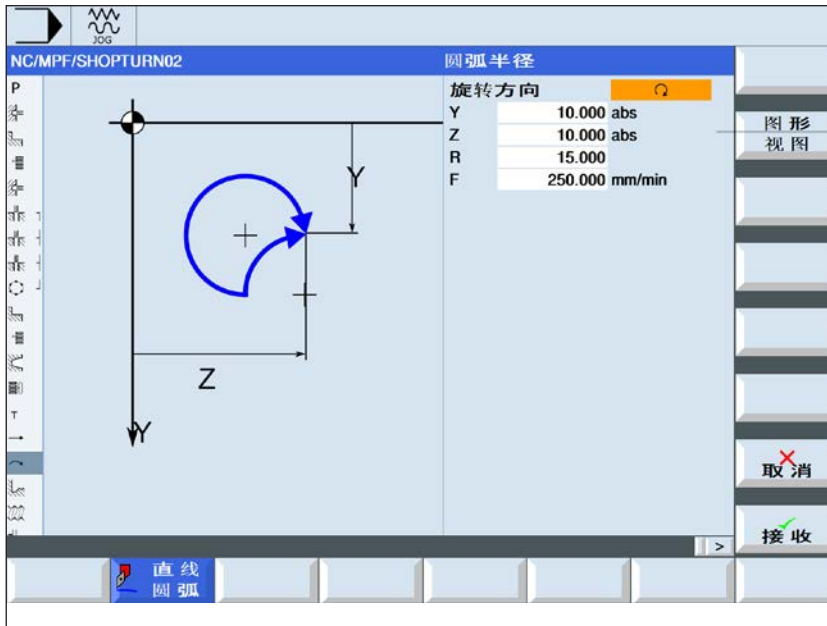 JOG
NC/MPF/SHOPTURN02
圆弧半径
P
旋转方向
Y 10.000 abs
Z 10.000 abs
R 15.000
F 250.000 mm/min
图形
视图
Y
Z
Y
T
取消
接收
>
直线
圆弧